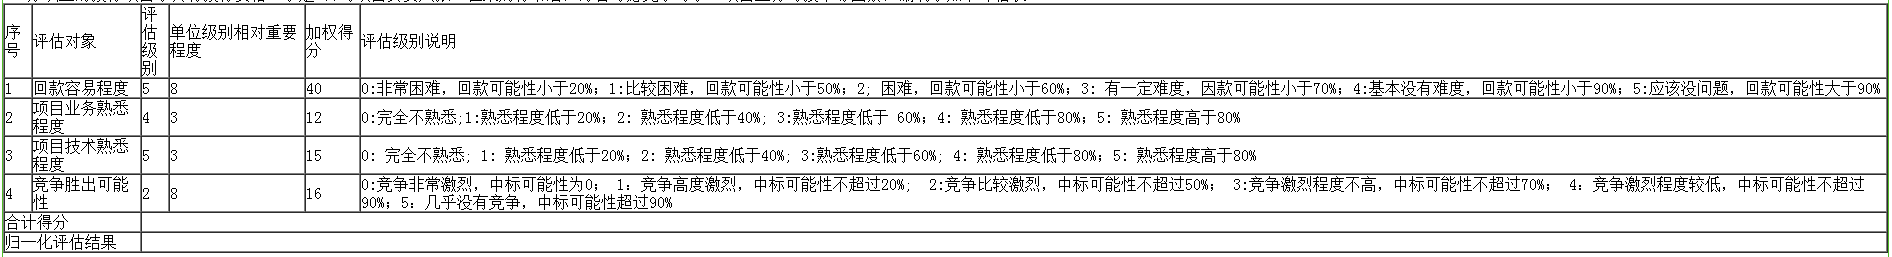 序号 评估对象 评估级别 单位级别相对重要程度 加权得分 评估级别说明
1 回款容易程度 5 8 40 0:非常困难，回款可能性小于20%；1:比较困难，回款可能性小于50%；2; 困难，回款可能性小于60%；3: 有一定难度，因款可能性小于70%；4:基本没有难度，回款可能性小于90%；5:应该没问题，回款可能性大于90%
2 项目业务熟悉程度 4 3 12 0:完全不熟悉;1:熟悉程度低于20%；2: 熟悉程度低于40%; 3:熟悉程度低于 60%；4: 熟悉程度低于80%；5: 熟悉程度高于80%
3 项目技术熟悉程度 5 3 15 0: 完全不熟悉; 1: 熟悉程度低于20%；2: 熟悉程度低于40%; 3:熟悉程度低于60%; 4: 熟悉程度低于80%；5: 熟悉程度高于80%
4 竞争胜出可能性 2 8 16 0:竞争非常激烈，中标可能性为0； 1: 竞争高度激烈，中标可能性不超过20%; 2:竞争比较激烈，中标可能性不超过50%； 3:竞争激烈程度不高，中标可能性不超过70%； 4: 竞争激烈程度较低，中标可能性不超过
90%；5: 几乎没有竞争，中标可能性超过90%
合计得分
归一化评估结果